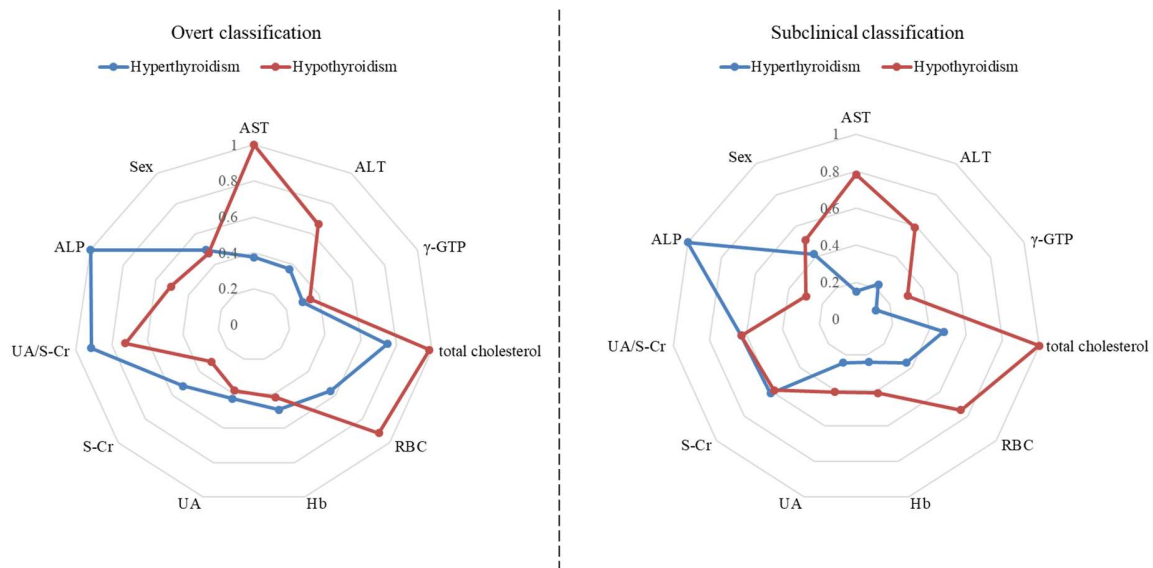 Overt classification
Hyperthyroidism Hypothyroidism
AST
1
Sex ALT
0.8
0.6
ALP γ-GTP
0.4
0.2
0
UA/S-Cr total cholesterol
S-Cr RBC
UA Hb
Subclinical classification
Hyperthyroidism Hypothyroidism
AST
1
Sex ALT
0.8
0.6
ALP γ-GTP
0.4
0.2
0
UA/S-Cr total cholesterol
S-Cr RBC
UA Hb